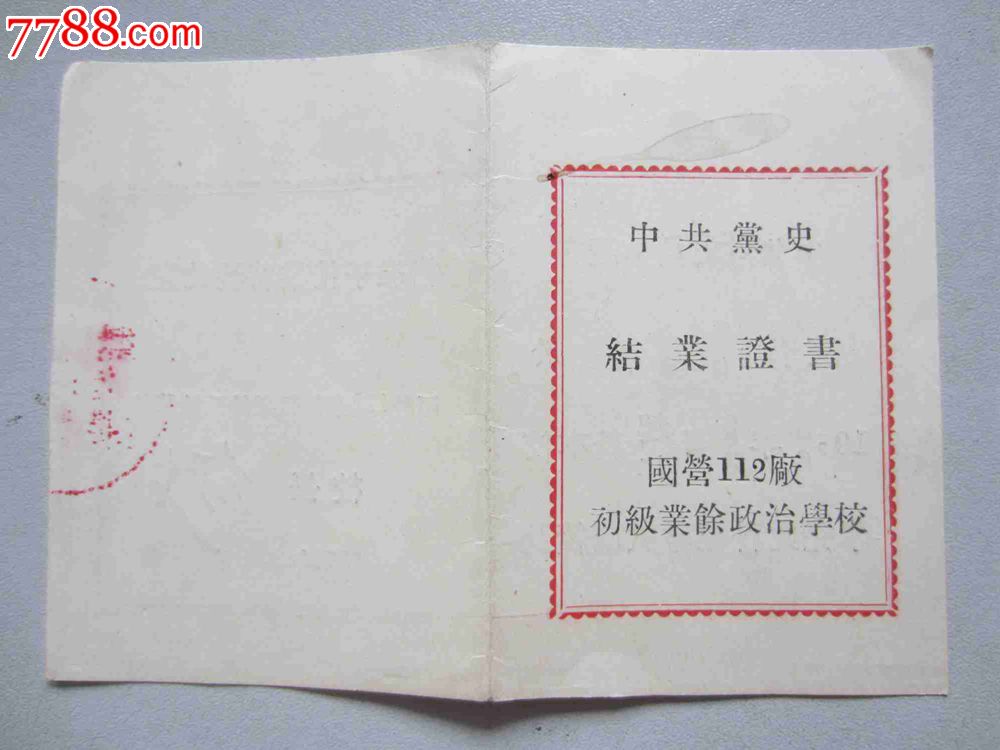 7788.com
中共黨史
結業證書
國營112廠
初級業餘政治學校